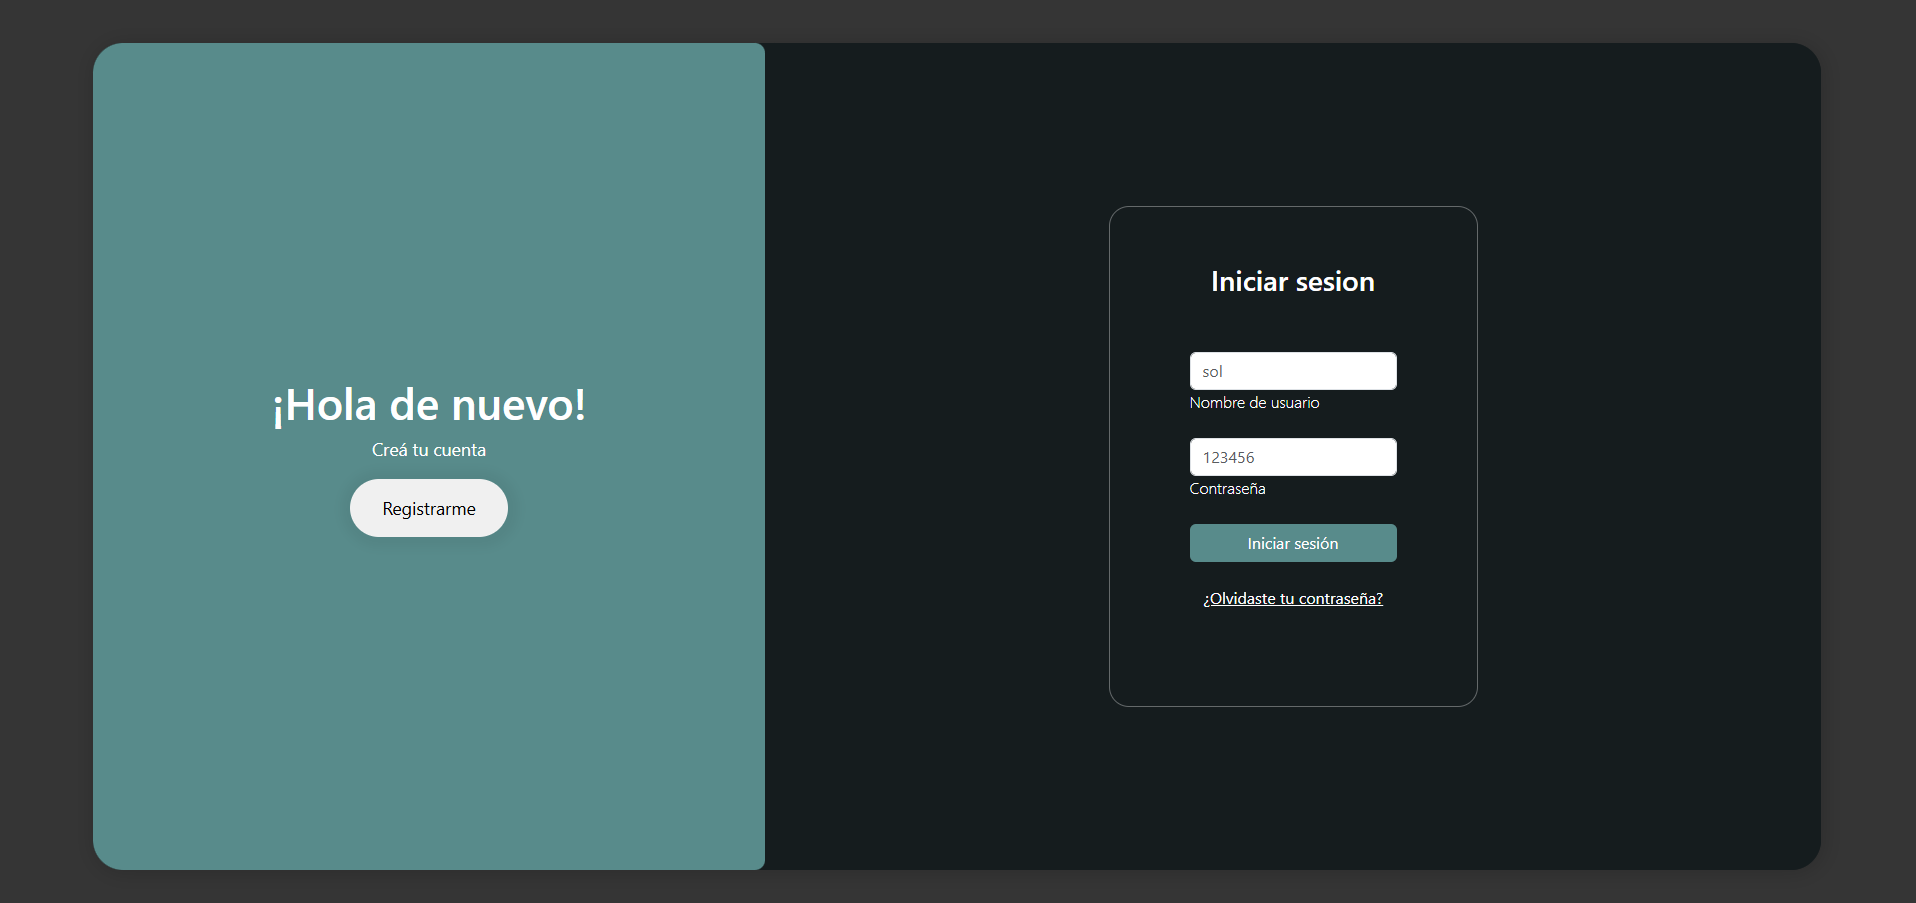 ¡Hola de nuevo!
Creá tu cuenta
Registrarme
Iniciar sesion
sol
Nombre de usuario
123456
Contraseña
Iniciar sesión
¿Olvidaste tu contraseña?